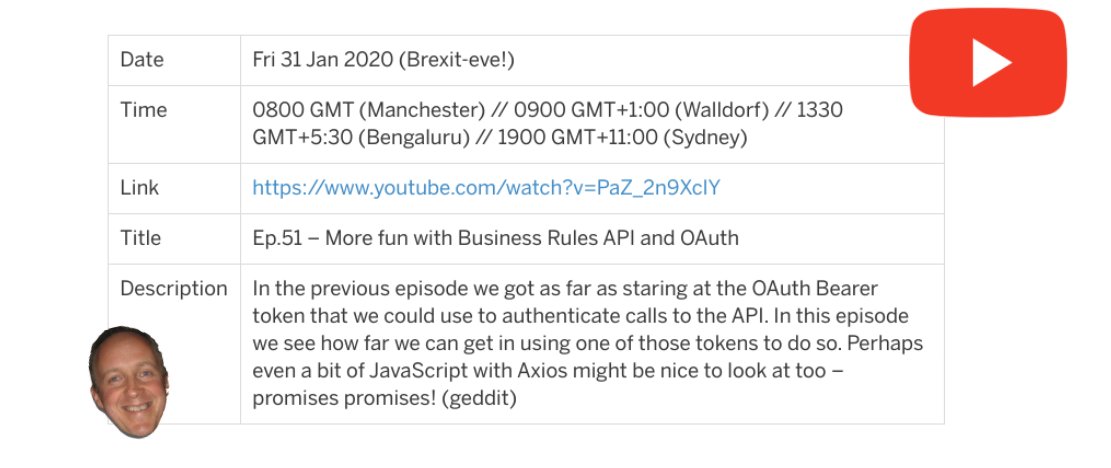 Date
Fri 31 Jan 2020 (Brexit-eve!)
Time
0800 GMT (Manchester) // 0900 GMT+1:00 (Walldorf) // 1330
GMT+5:30 (Bengaluru) // 1900 GMT+11:00 (Sydney)
Link
https://www.youtube.com/watch?v=PaZ_2n9XcIY
Title
Ep.51 – More fun with Business Rules API and OAuth
Description
In the previous episode we got as far as staring at the OAuth Bearer
token that we could use to authenticate calls to the API. In this episode
we see how far we can get in using one of those tokens to do so. Perhaps
even a bit of JavaScript with Axios might be nice to look at too –
promises promises! (geddit)